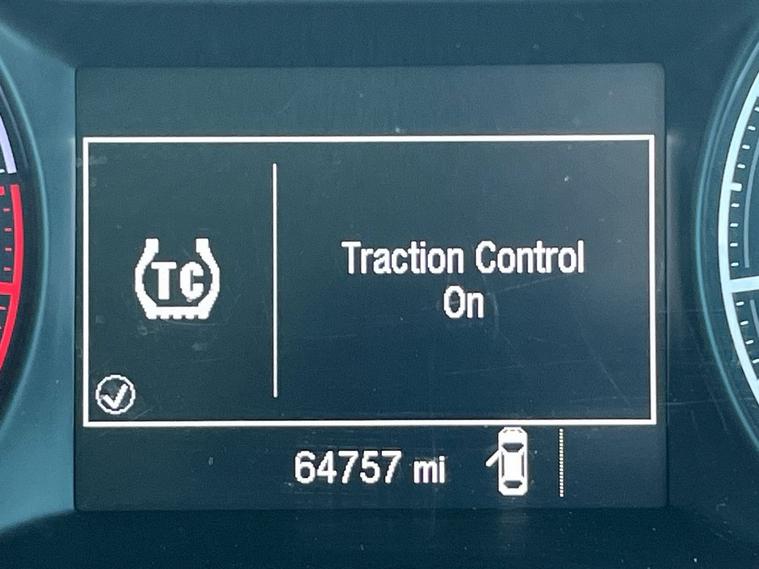 TC
Traction Control
On
64757 mi